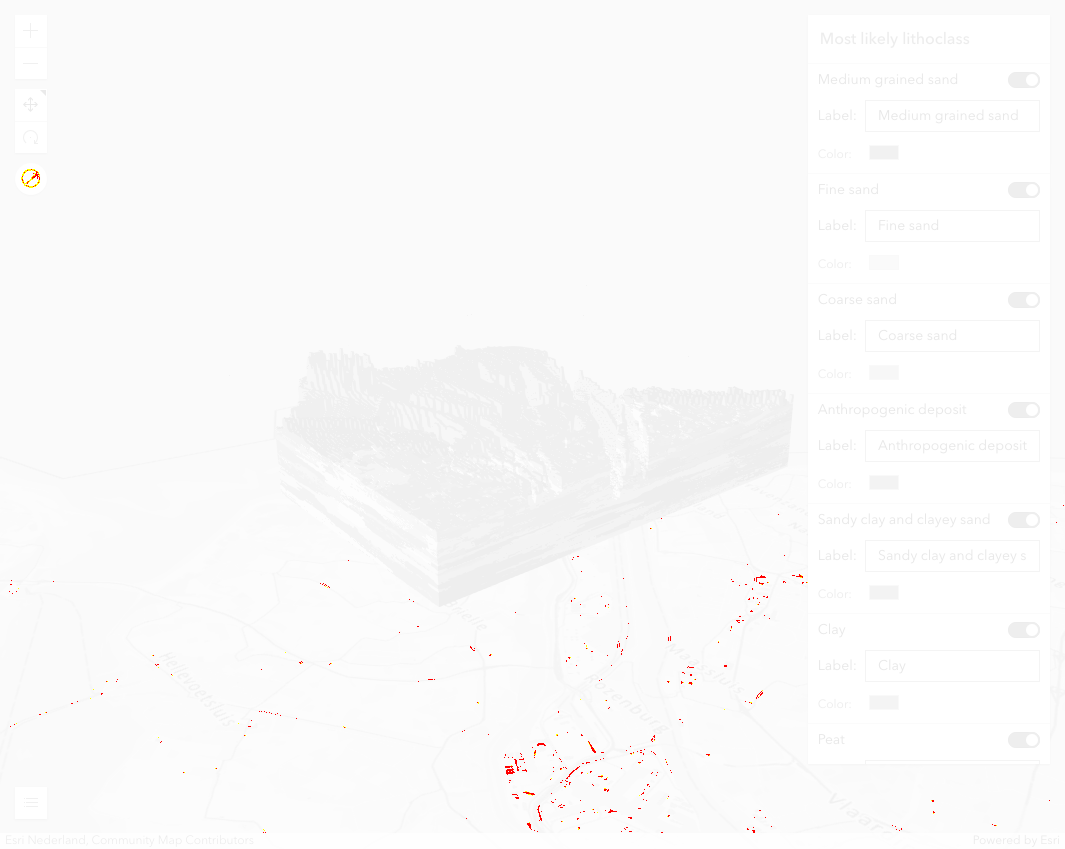 Most likely lithoclass
Medium grained sand
Label: Medium grained sand
Color:
Fine sand
Label: Fine sand
Color:
Coarse sand
Label: Coarse sand
Color:
Anthropogenic deposit
Label: Anthropogenic deposit
Color:
Sandy clay and clayey sand
Label: Sandy clay and clayey s
Color:
Clay
Label: Clay
Color:
Peat
Esri Nederland, Community Map Contributors
Powered by Esri